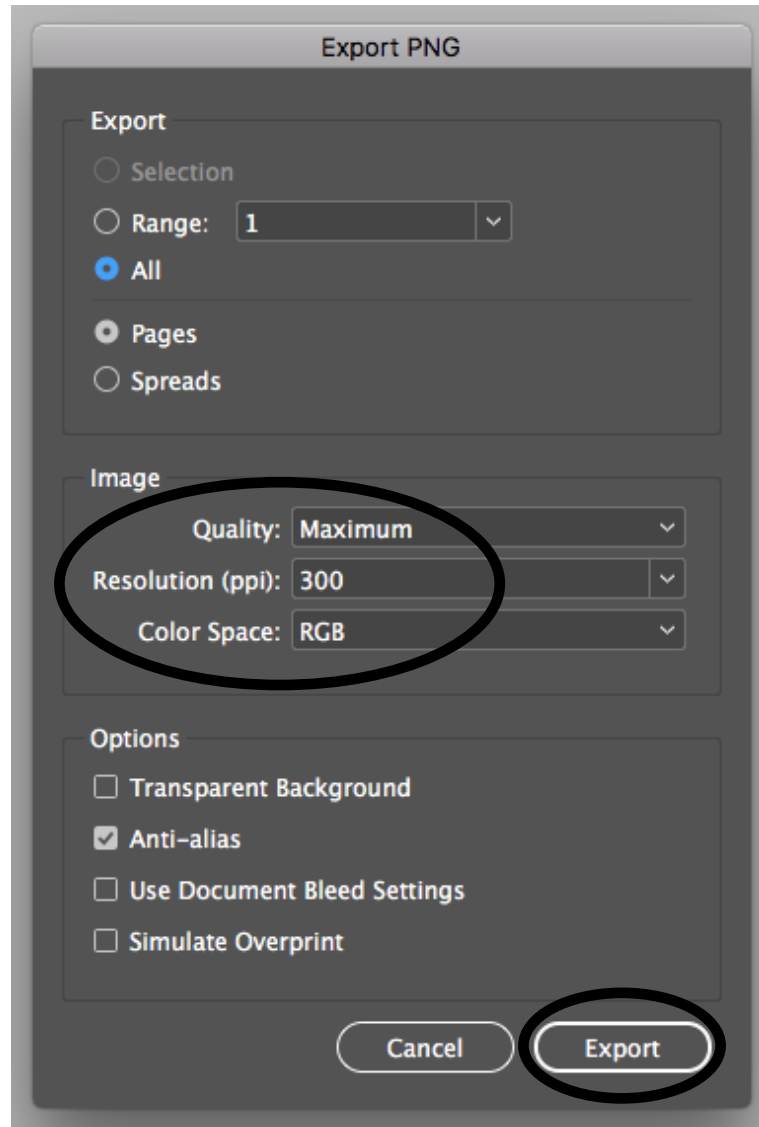 Export PNG
Export
Selection
Range: 1
All
Pages
Spreads
Image
Quality: Maximum
Resolution (ppi): 300
Color Space: RGB
Options
Transparent Background
Anti-alias
Use Document Bleed Settings
Simulate Overprint
Cancel Export